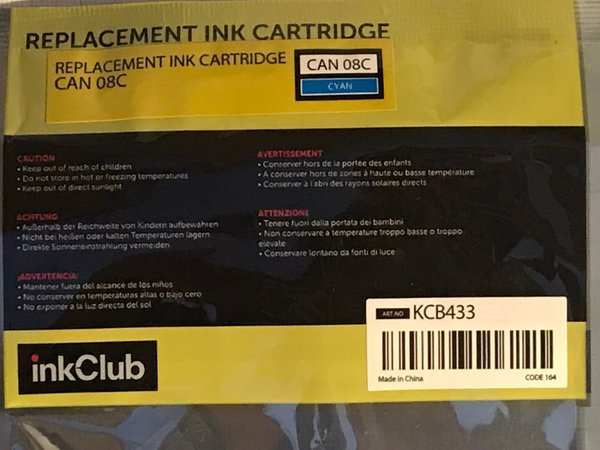 REPLACEMENT INK CARTRIDGE
REPLACEMENT INK CARTRIDGE
CAN 08C
CAN 08C
CYAN
CAUTION
• Keep out of reach of children
• Do not store in hot or freezing temperatures
• Keep out of direct sunlight
ACHTUNG
• Außerhalb der Reichweite von Kindern aufbewahren
• Nicht bei heißen oder kalten Temperaturen lagern
• Direkte Sonneneinstrahlung vermeiden
¡ADVERTENCIA!
• Mantener fuera del alcance de los niños
• No conserver en temperaturas altas o bajo cero
• No exponer a la luz directa del sol
AVERTISSEMENT
• Conserver hors de la portée des enfants
• A conserver hors de zones à haute ou basse température
• Conserver à l'abri des rayons solaires directs
ATTENZIONE
• Tenere fuori dalla portata dei bambini
• Non conservare a temperature troppo basse o troppo
elevate
• Conservare lontano da fonti di luce
inkClub
ART-NO KCB433
Made in China
CODE 164